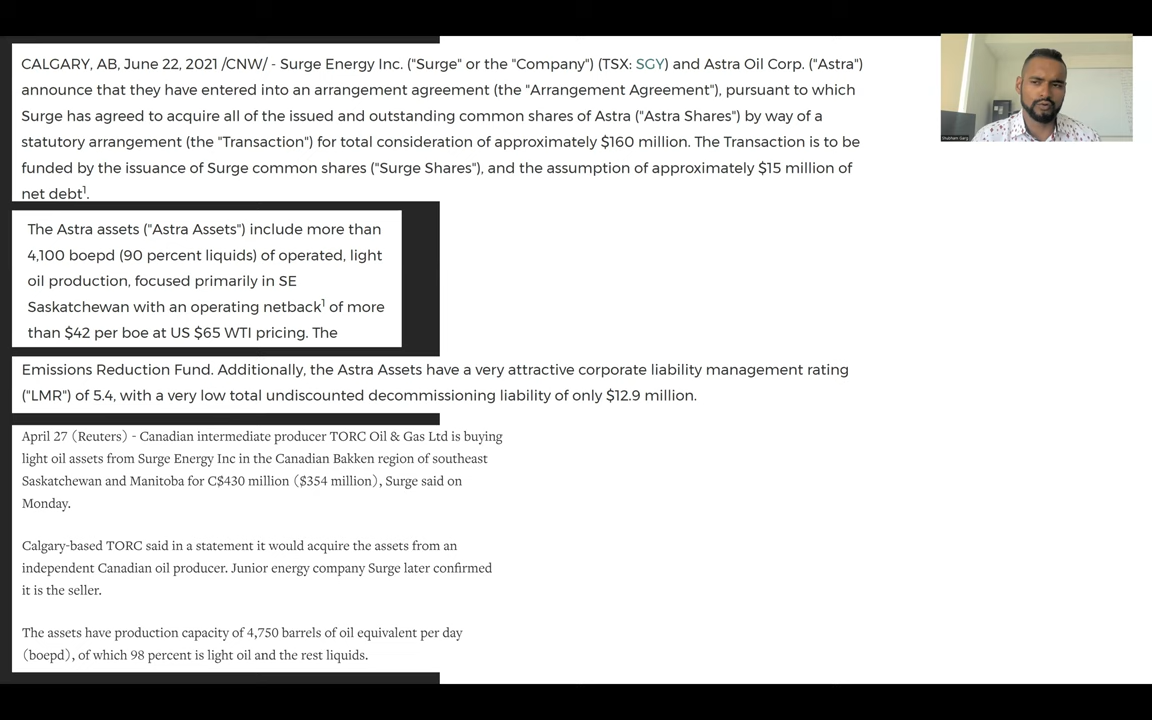 CALGARY, AB, June 22, 2021 /CNW/ - Surge Energy Inc. ("Surge" or the "Company") (TSX: SGY) and Astra Oil Corp. ("Astra")
announce that they have entered into an arrangement agreement (the "Arrangement Agreement"), pursuant to which
Surge has agreed to acquire all of the issued and outstanding common shares of Astra ("Astra Shares") by way of a
statutory arrangement (the "Transaction") for total consideration of approximately $160 million. The Transaction is to be
funded by the issuance of Surge common shares ("Surge Shares"), and the assumption of approximately $15 million of
net debt¹.
The Astra assets ("Astra Assets") include more than
4,100 boepd (90 percent liquids) of operated, light
oil production, focused primarily in SE
Saskatchewan with an operating netback¹ of more
than $42 per boe at US $65 WTI pricing. The
Emissions Reduction Fund. Additionally, the Astra Assets have a very attractive corporate liability management rating
("LMR") of 5.4, with a very low total undiscounted decommissioning liability of only $12.9 million.
April 27 (Reuters) - Canadian intermediate producer TORC Oil & Gas Ltd is buying
light oil assets from Surge Energy Inc in the Canadian Bakken region of southeast
Saskatchewan and Manitoba for C$430 million ($354 million), Surge said on
Monday.
Calgary-based TORC said in a statement it would acquire the assets from an
independent Canadian oil producer. Junior energy company Surge later confirmed
it is the seller.
The assets have production capacity of 4,750 barrels of oil equivalent per day
(boepd), of which 98 percent is light oil and the rest liquids.
Shubham Garg